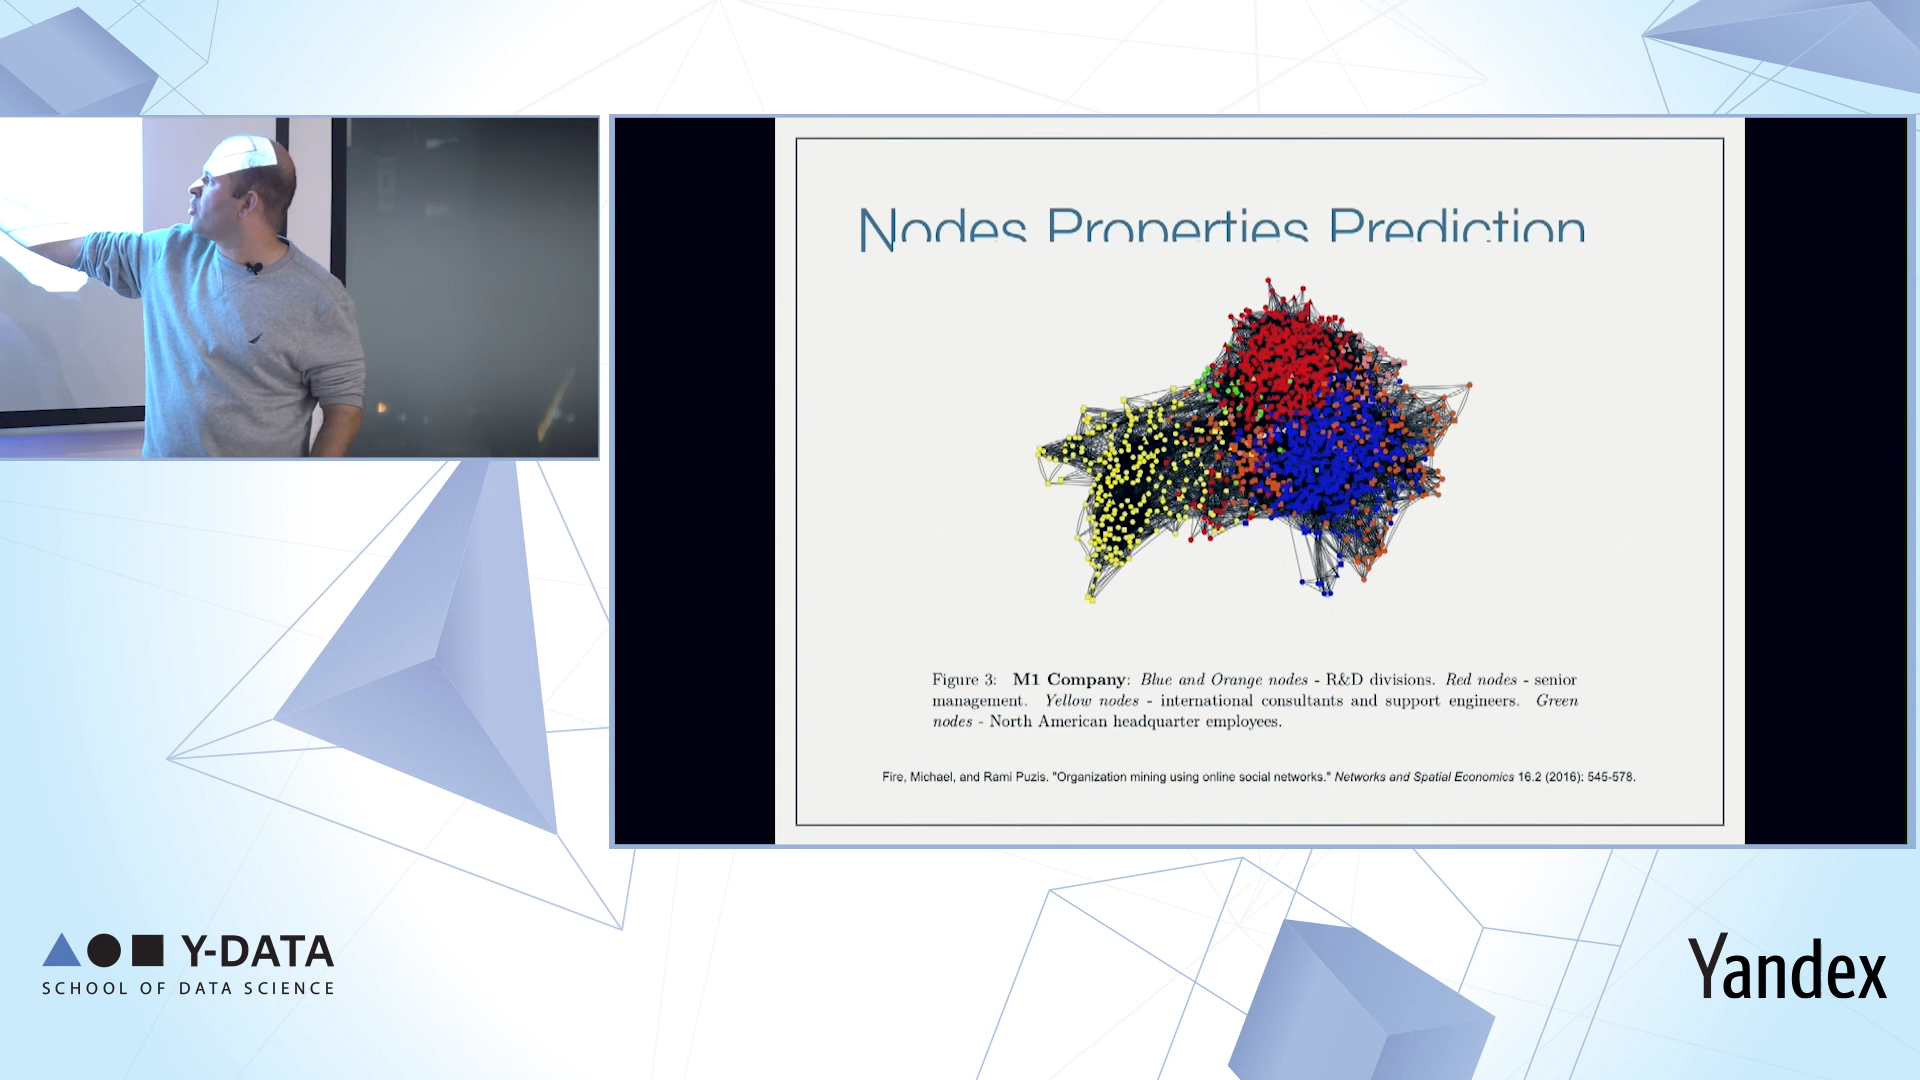 Nodes Properties Prediction
Figure 3: M1 Company: Blue and Orange nodes - R&D divisions. Red nodes - senior
management. Yellow nodes - international consultants and support engineers. Green
nodes - North American headquarter employees.
Fire, Michael, and Rami Puzis. "Organization mining using online social networks." Networks and Spatial Economics 16.2 (2016): 545-578.
Y-DATA
SCHOOL OF DATA SCIENCE
Yandex